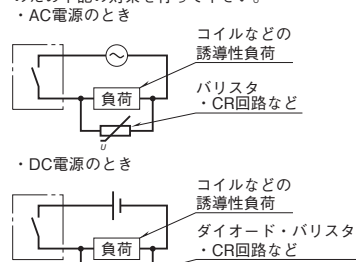 ・AC電源のとき
コイルなどの
誘導性負荷
負荷
バリスタ
・CR回路など
U
・DC電源のとき
コイルなどの
誘導性負荷
ダイオード・バリスタ
・CR回路など
負荷